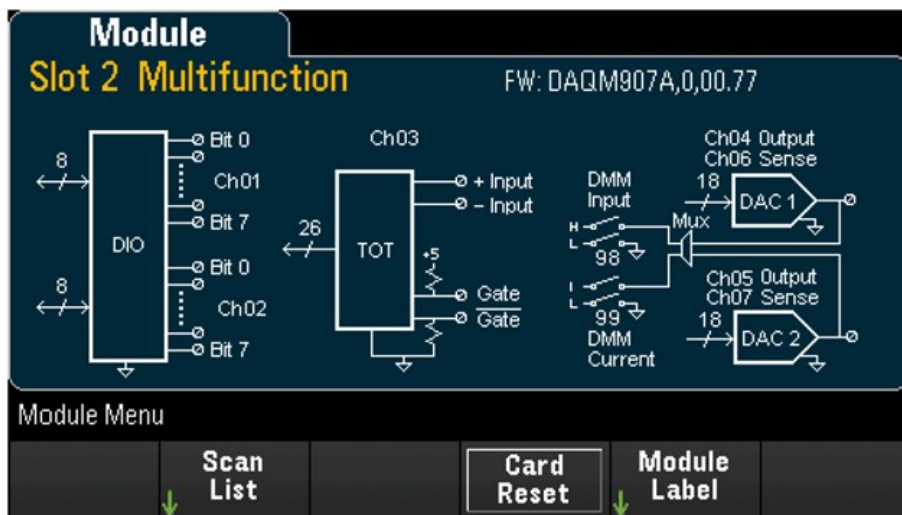 Module
Slot 2 Multifunction
FW: DAQM907A,0,00.77
8
DIO
8
Bit 0
Ch01
Bit 7
Bit 0
Ch02
Bit 7
Ch03
26
TOT
+ Input
- Input
+5
Gate
Gate
DMM
Input
H
L
98
I
L
99
DMM
Current
Mux
Ch04 Output
Ch06 Sense
18
DAC 1
Ch05 Output
Ch07 Sense
18
DAC 2
Module Menu
Scan
List
Card
Reset
Module
Label